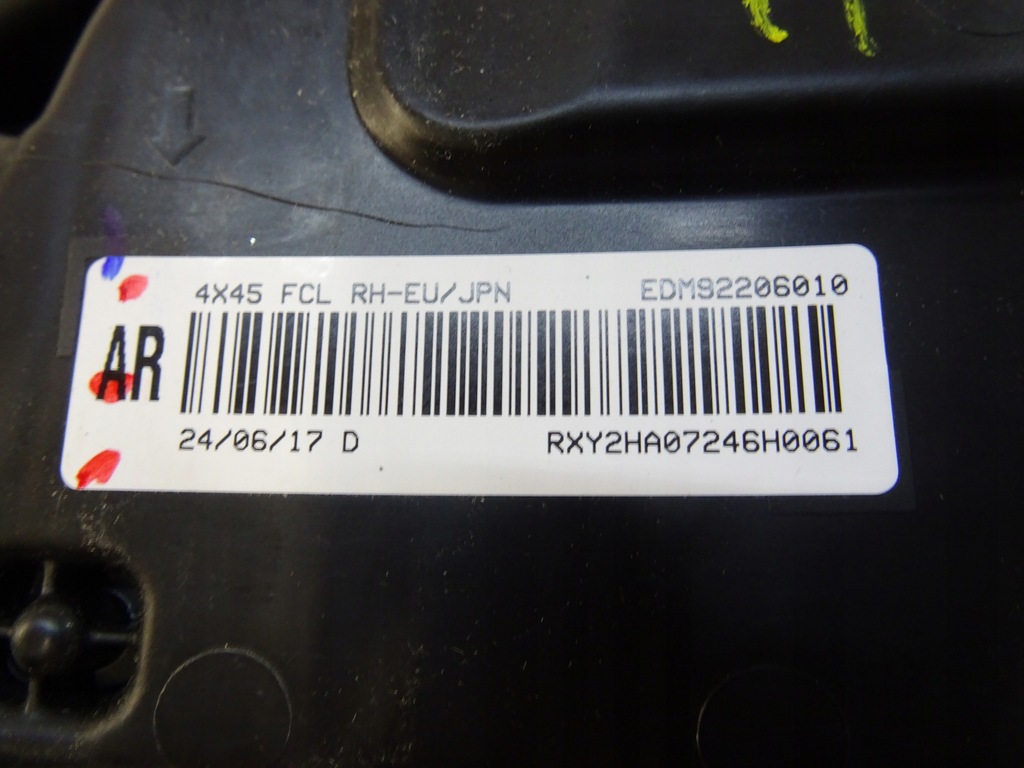 4X45 FCL RH-EU/JPN EDM92206010
AR
24/06/17 D RXY2HA07246H0061